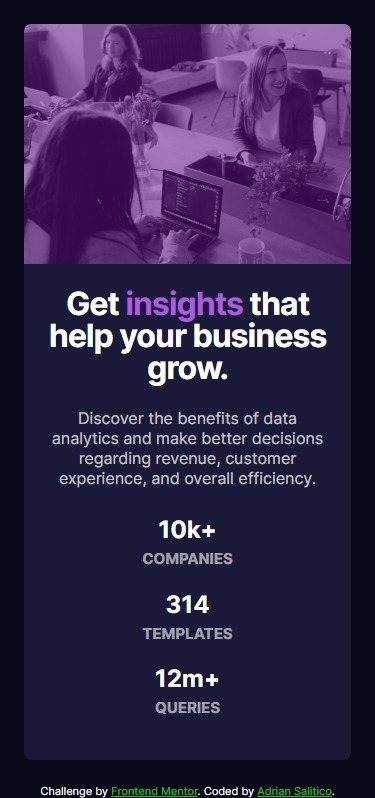 Get insights that
help your business
grow.
Discover the benefits of data
analytics and make better decisions
regarding revenue, customer
experience, and overall efficiency.
10k+
COMPANIES
314
TEMPLATES
12m+
QUERIES
Challenge by Frontend Mentor. Coded by Adrian Salitico.